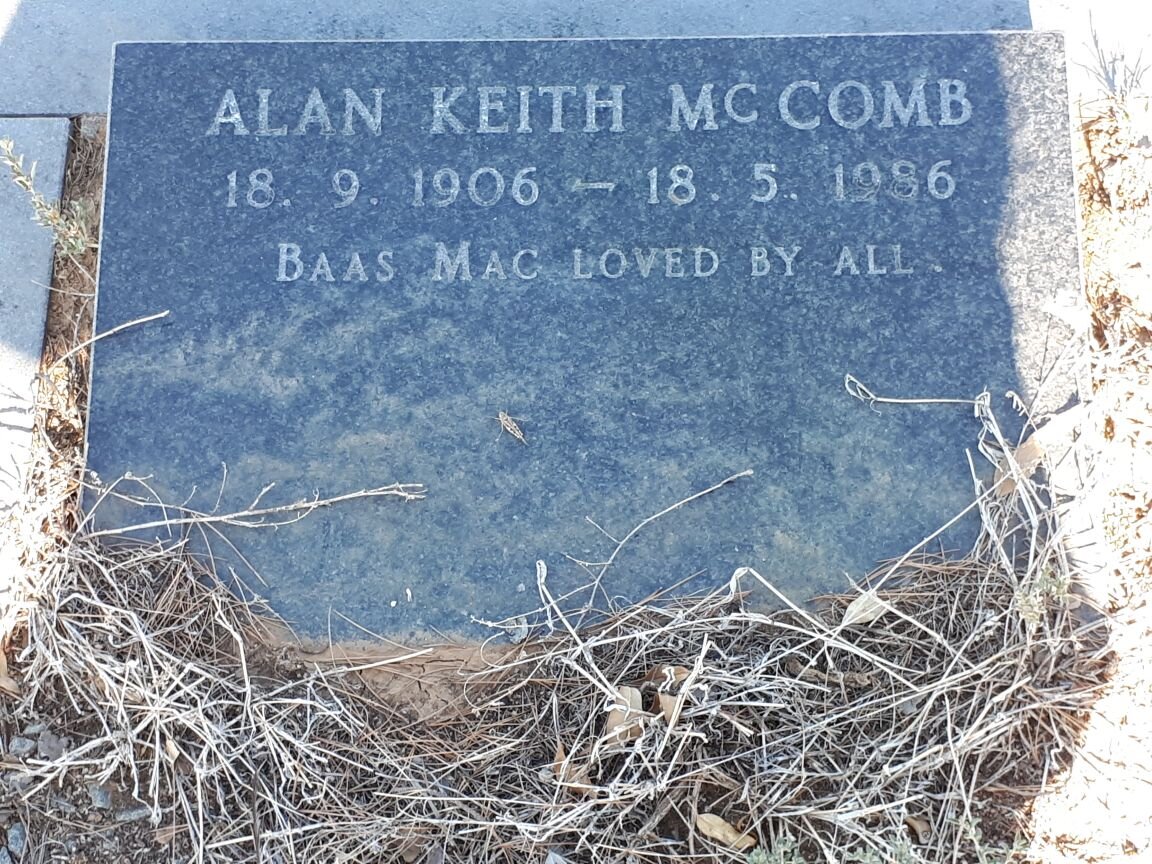 ALAN KEITH McCOMB
18. 9. 1906 — 18. 5. 1986
BAAS MAC LOVED BY ALL.